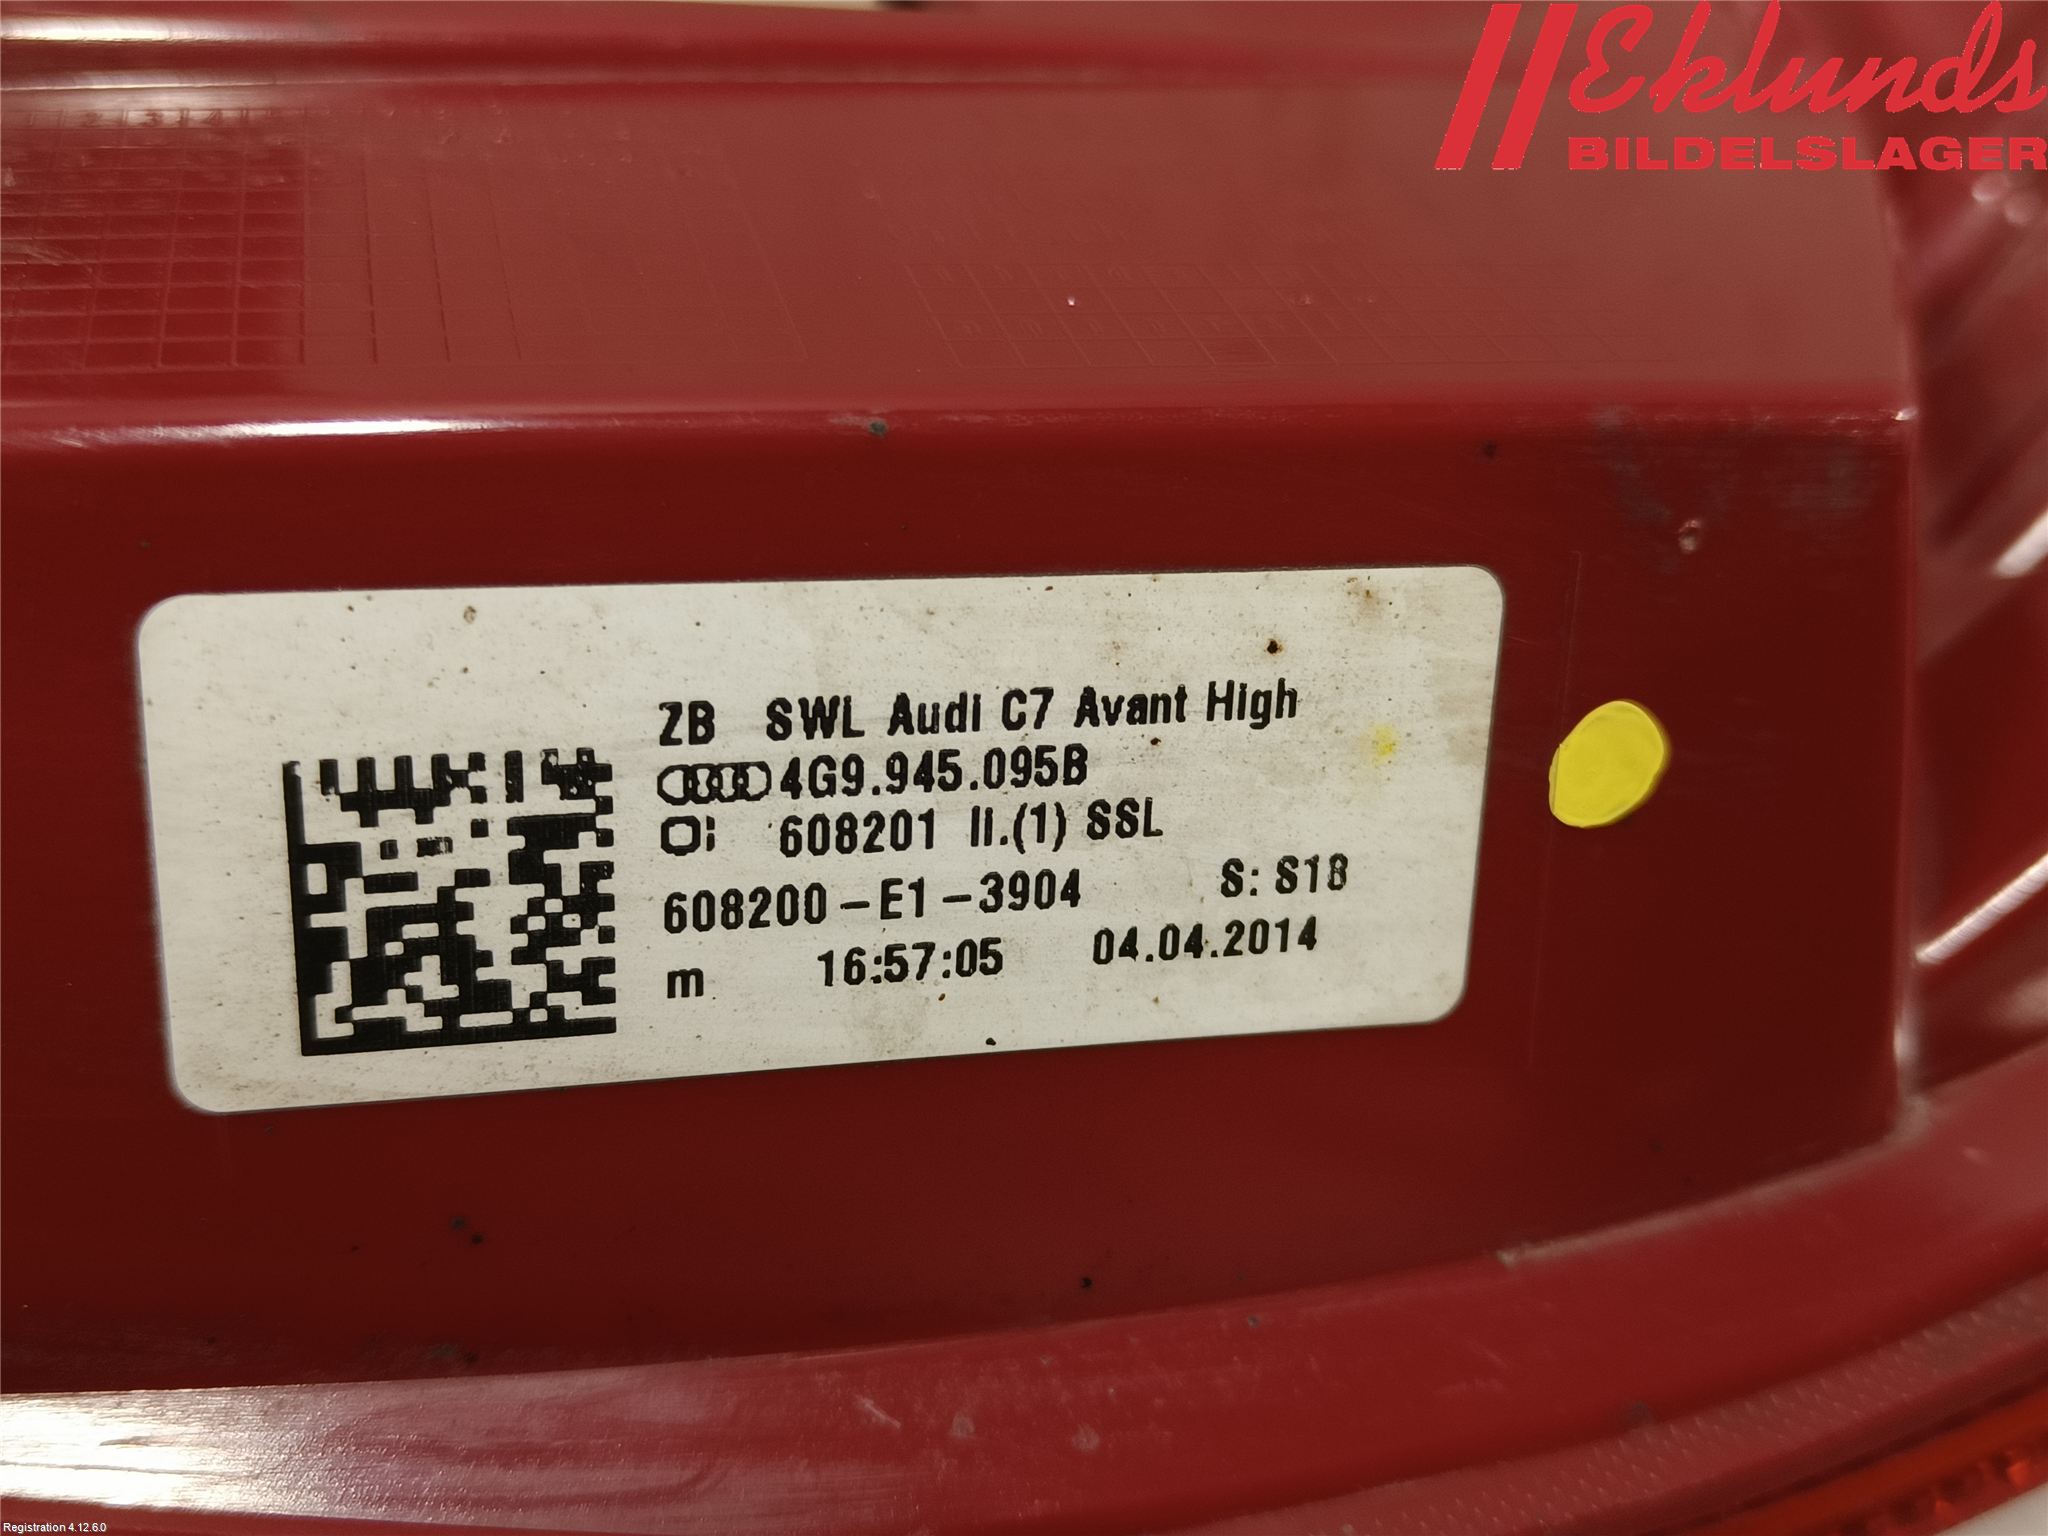 Eklunds
BILDELSLAGER
ZB SWL Audi C7 Avant High
4G9.945.095B
608201 li.(1) SSL
608200-E1-3904 S: S18
m 16:57:05 04.04.2014
Registration 4.12.6.0